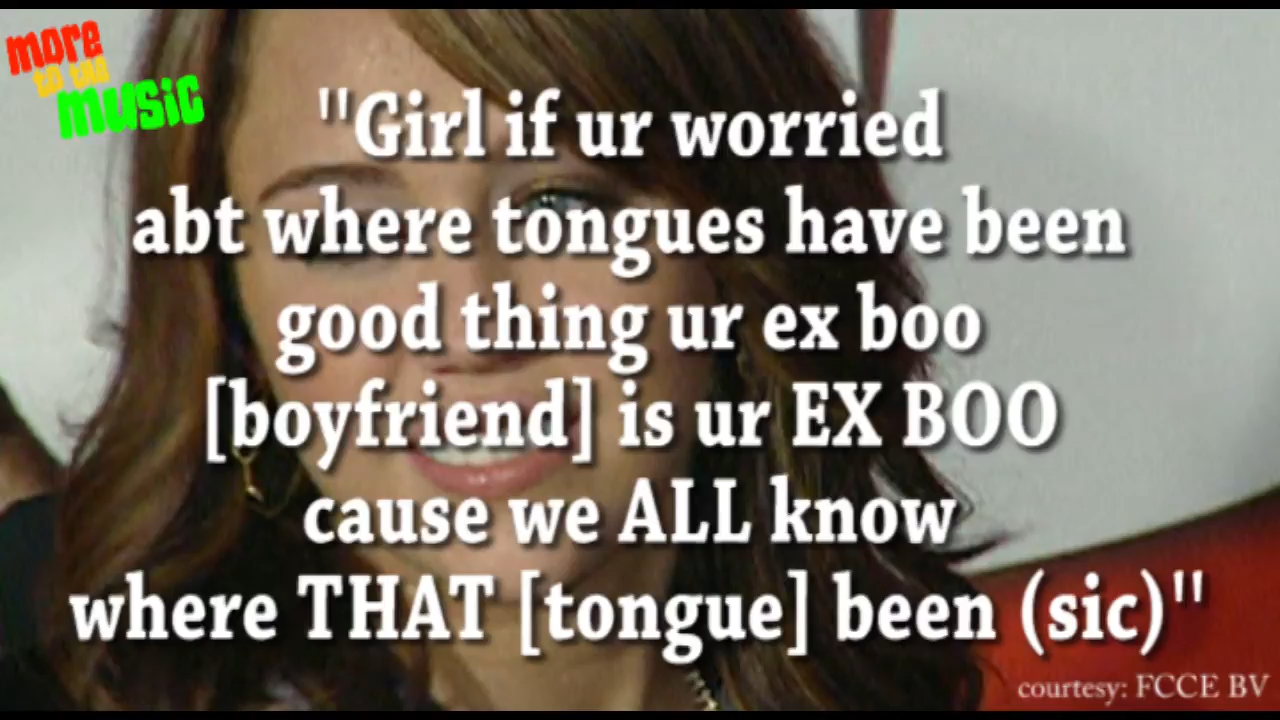 more
to the
music
"Girl if ur worried
abt where tongues have been
good thing ur ex boo
[boyfriend] is ur EX BOO
cause we ALL know
where THAT [tongue] been (sic)"
courtesy: FCCE BV